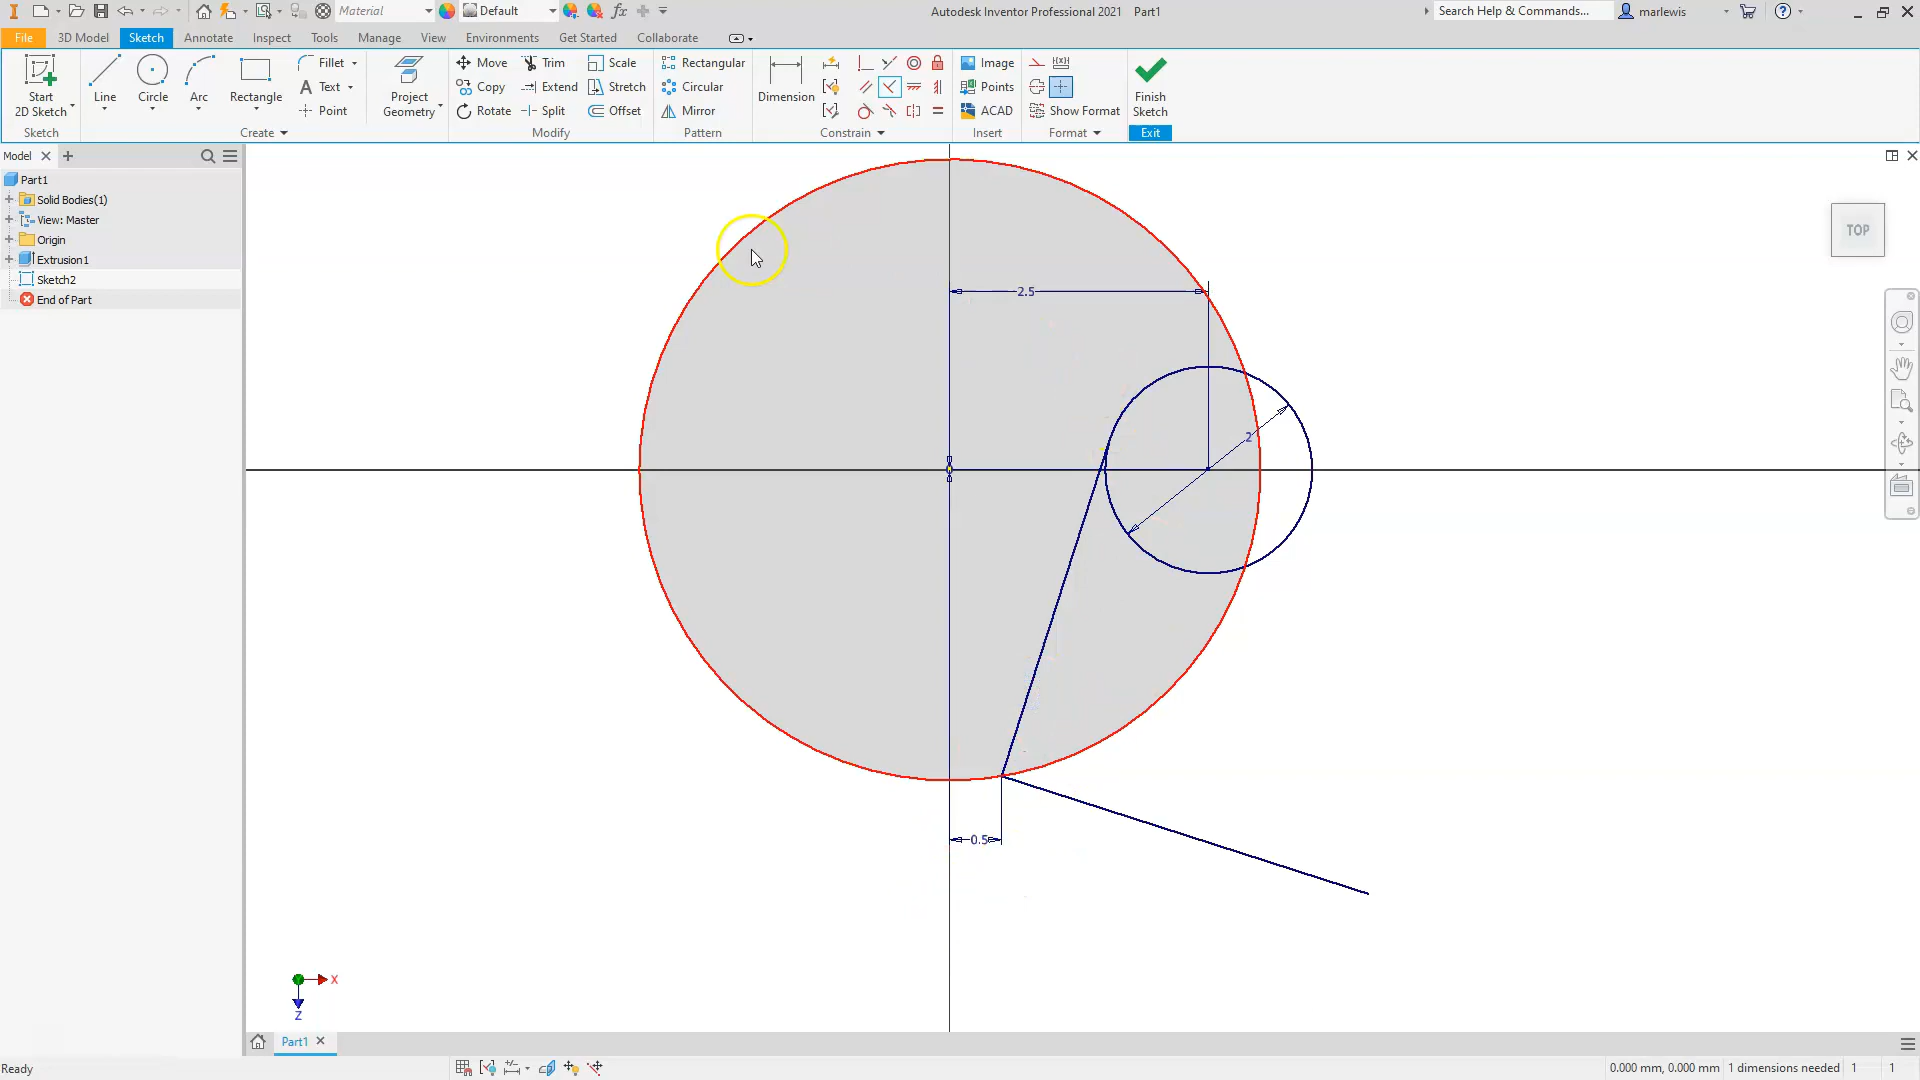 Material
Default
Autodesk Inventor Professional 2021 Part1
Search Help & Commands...
marlewis
File
3D Model
Sketch
Annotate
Inspect
Tools
Manage
View
Environments
Get Started
Collaborate
Start
2D Sketch
Line
Circle
Arc
Rectangle
Fillet
Text
Point
Project
Geometry
Move
Copy
Rotate
Trim
Extend
Split
Scale
Stretch
Offset
Rectangular
Circular
Mirror
Dimension
Image
Points
ACAD
Show Format
Finish
Sketch
Sketch
Create
Modify
Pattern
Constrain
Insert
Format
Exit
Model
Part1
Solid Bodies(1)
View: Master
Origin
Extrusion1
Sketch2
End of Part
TOP
2.5
2
0.5
X
Z
Part1
Ready
0.000 mm, 0.000 mm 1 dimensions needed 1 1